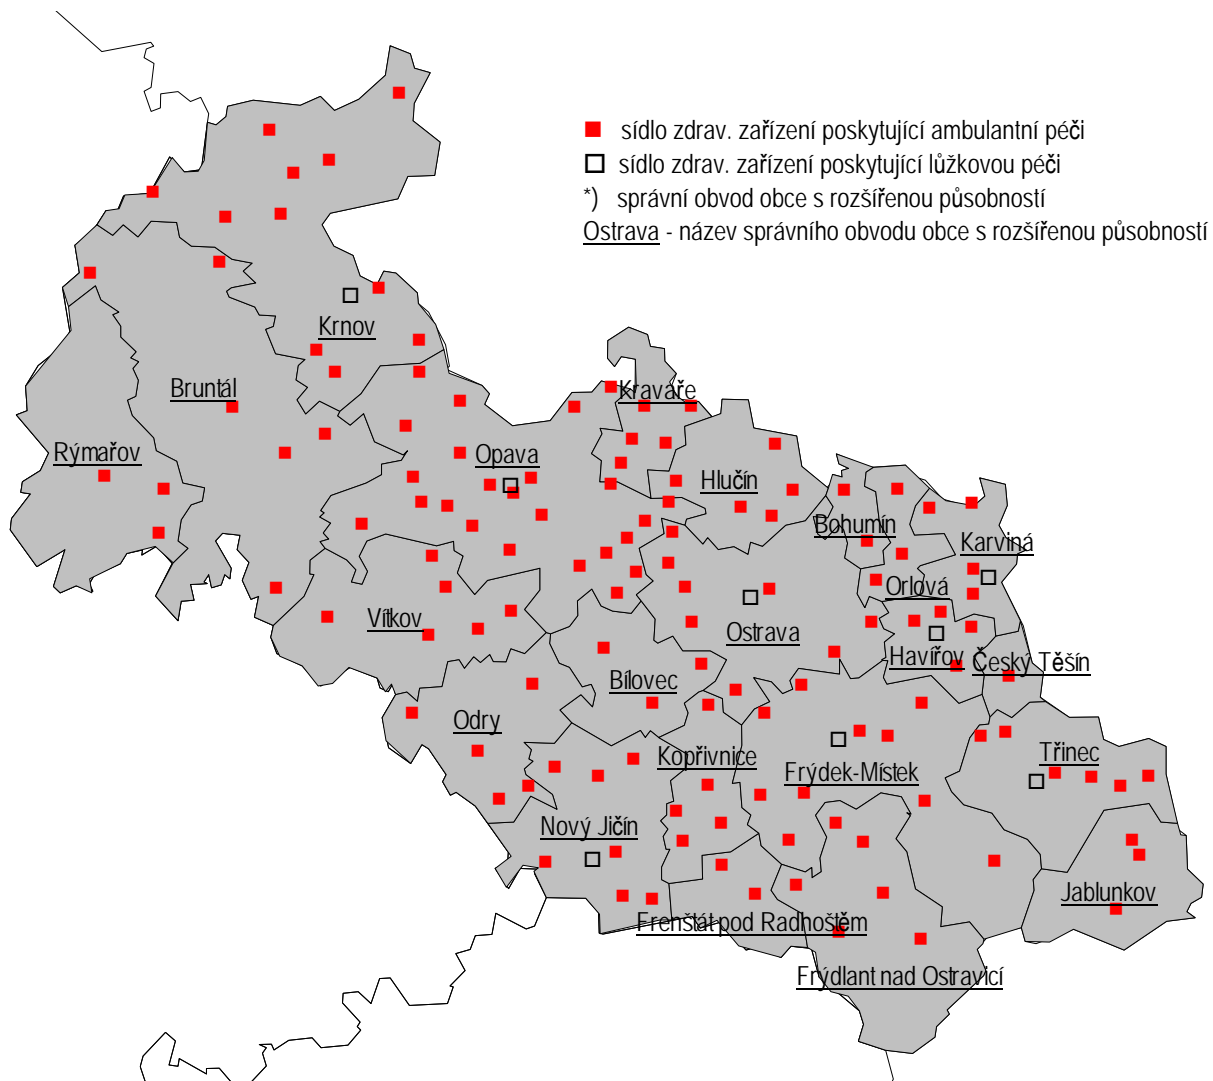 sídlo zdrav. zařízení poskytující ambulantní péči
sídlo zdrav. zařízení poskytující lůžkovou péči
*) správní obvod obce s rozšířenou působností
Ostrava - název správního obvodu obce s rozšířenou působností
Krnov
Bruntál
Kravaře
Rýmařov
Opava
Hlučín
Bohumín
Karviná
Orlová
Vítkov
Ostrava
Havířov
Český Těšín
Bílovec
Odry
Kopřivnice
Frýdek-Místek
Třinec
Nový Jičín
Jablunkov
Frenštát pod Radhoštěm
Frýdlant nad Ostravicí